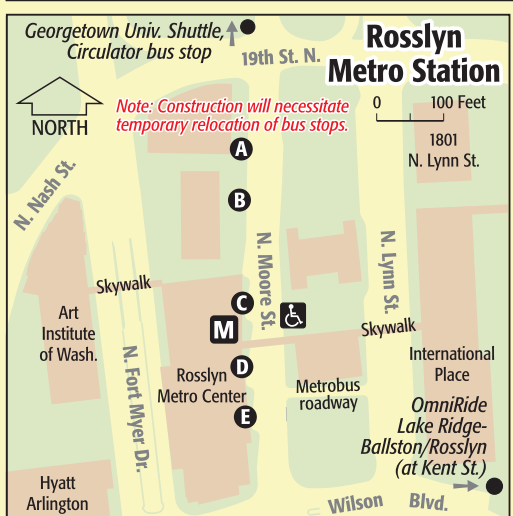 Georgetown Univ. Shuttle,
Circulator bus stop
19th St. N.
Rosslyn
Metro Station
NORTH
Note: Construction will necessitate
temporary relocation of bus stops.
0 100 Feet
1801
N. Lynn St.
A
N. Nash St.
B
N. Moore St.
N. Lynn St.
Skywalk
C
M
Skywalk
Art
Institute
of Wash.
N. Fort Myer Dr.
Rosslyn
Metro Center
D
E
Metrobus
roadway
International
Place
OmniRide
Lake Ridge-
Ballston/Rosslyn
(at Kent St.)
Hyatt
Arlington
Wilson Blvd.